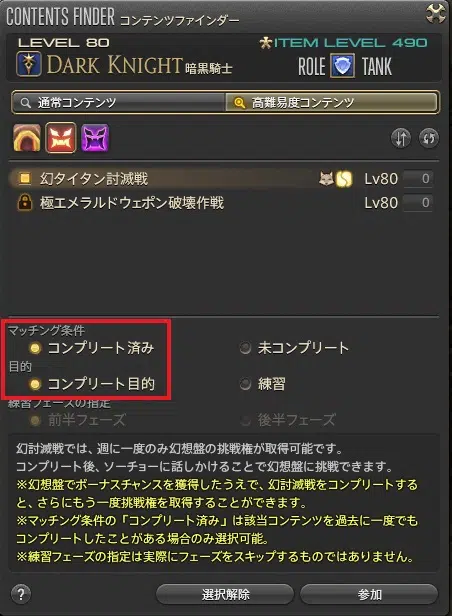 CONTENTS FINDER コンテンツファインダー
LEVEL 80
ITEM LEVEL 490
DARK KNIGHT 暗黒騎士
ROLE TANK
通常コンテンツ
高難易度コンテンツ
幻タイタン討滅戦 Lv80 0
極エメラルドウェポン破壊作戦 Lv80 0
マッチング条件
コンプリート済み 未コンプリート
目的
コンプリート目的 練習
練習フェーズの指定
前半フェーズ 後半フェーズ
幻討滅戦では、週に一度のみ幻想盤の挑戦権が取得可能です。
コンプリート後、ソーチョーに話しかけることで幻想盤に挑戦できます。
※幻想盤でボーナスチャンスを獲得したうえで、幻討滅戦をコンプリートする
と、さらにもう一度挑戦権を取得することができます。
※マッチング条件の「コンプリート済み」は該当コンテンツを過去に一度でも
コンプリートしたことがある場合のみ選択可能。
※練習フェーズの指定は実際にフェーズをスキップするものではありません。
? 選択解除 参加